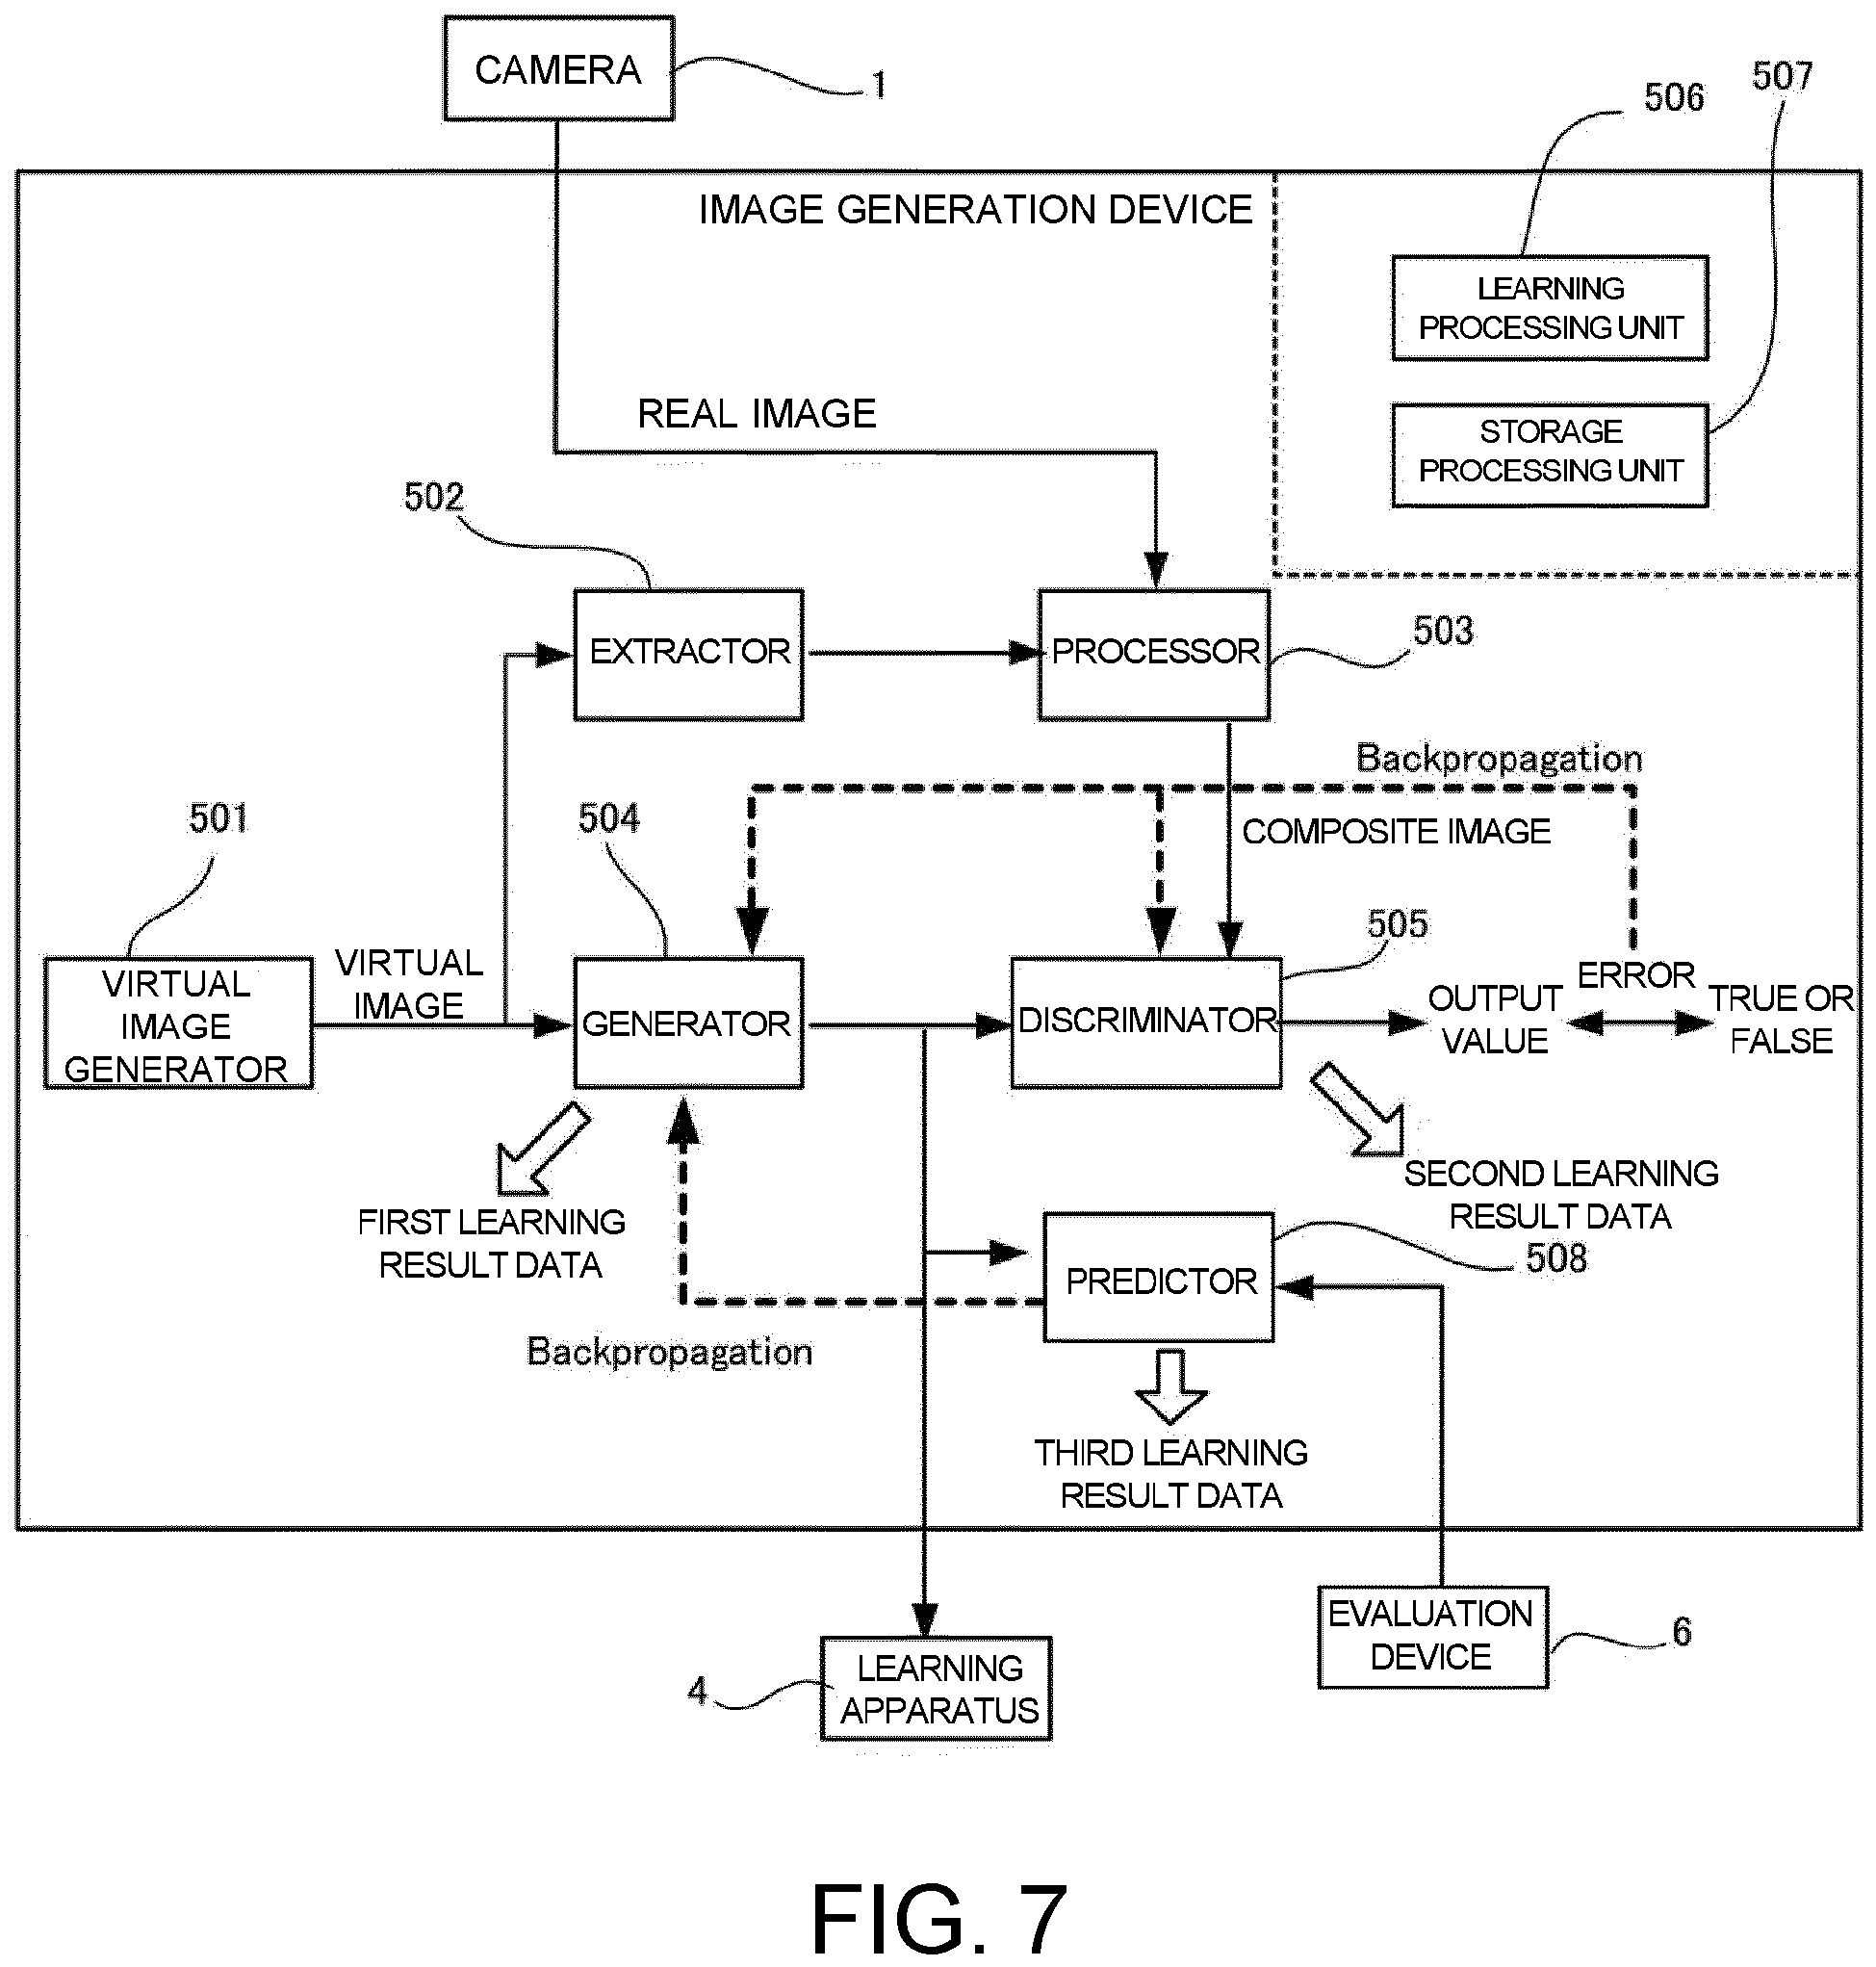 CAMERA
1
507
506
IMAGE GENERATION DEVICE
LEARNING
PROCESSING UNIT
REAL IMAGE
STORAGE
PROCESSING UNIT
502
EXTRACTOR
PROCESSOR
503
Backpropagation
501
504
COMPOSITE IMAGE
505
VIRTUAL
IMAGE
GENERATOR
VIRTUAL
IMAGE
GENERATOR
DISCRIMINATOR
OUTPUT
VALUE
ERROR
TRUE OR
FALSE
FIRST LEARNING
RESULT DATA
SECOND LEARNING
RESULT DATA
PREDICTOR
508
Backpropagation
THIRD LEARNING
RESULT DATA
EVALUATION
DEVICE
6
4
LEARNING
APPARATUS
FIG. 7